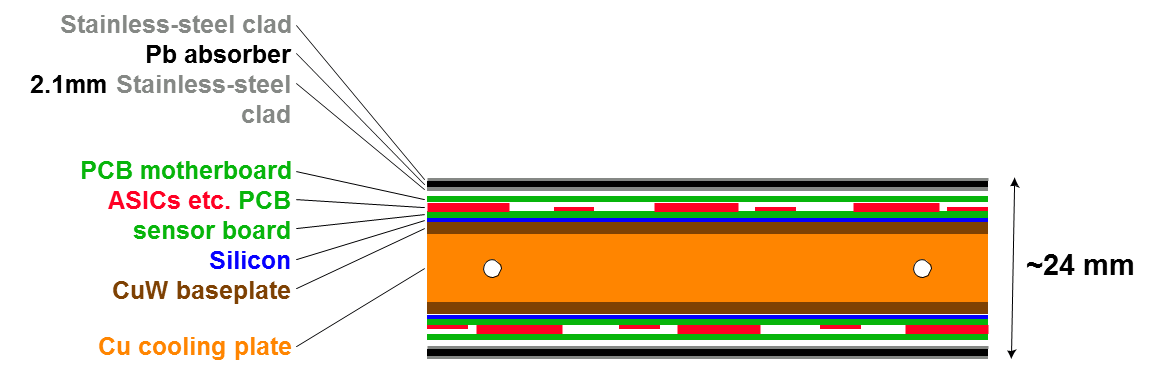 Stainless-steel clad
Pb absorber
2.1mm Stainless-steel
clad
PCB motherboard
ASICs etc. PCB
sensor board
Silicon
CuW baseplate
Cu cooling plate
~24 mm